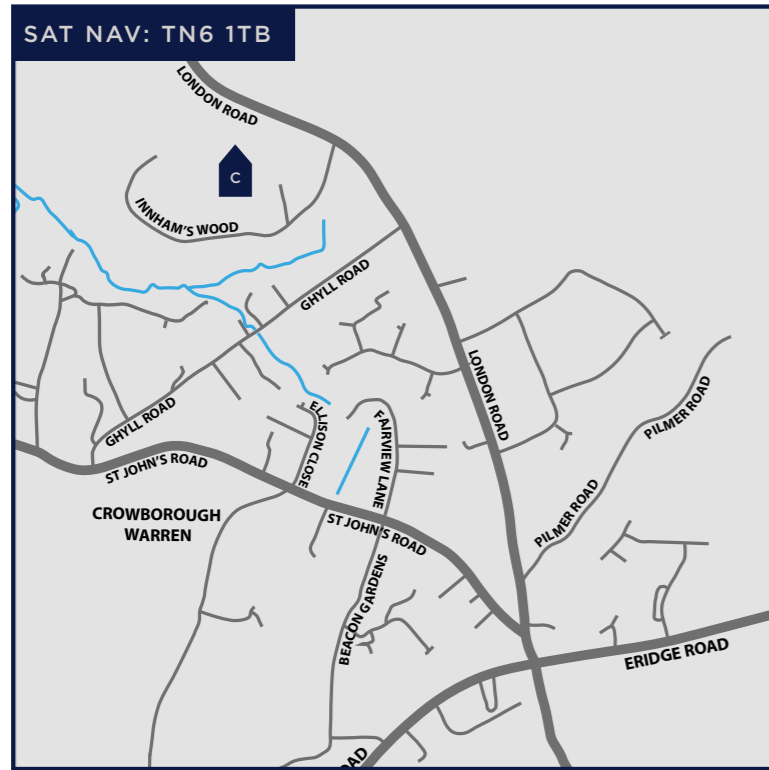 SAT NAV: TN6 1TB
LONDON ROAD
C
INNHAM'S WOOD
GHYLL ROAD
LONDON ROAD
PILMER ROAD
GHYLL ROAD
ELLISON CLOSE
FAIRVIEW LANE
ST JOHN'S ROAD
CROWBOROUGH
WARREN
ST JOHN'S ROAD
PILMER ROAD
BEACON GARDENS
ERIDGE ROAD
OAD